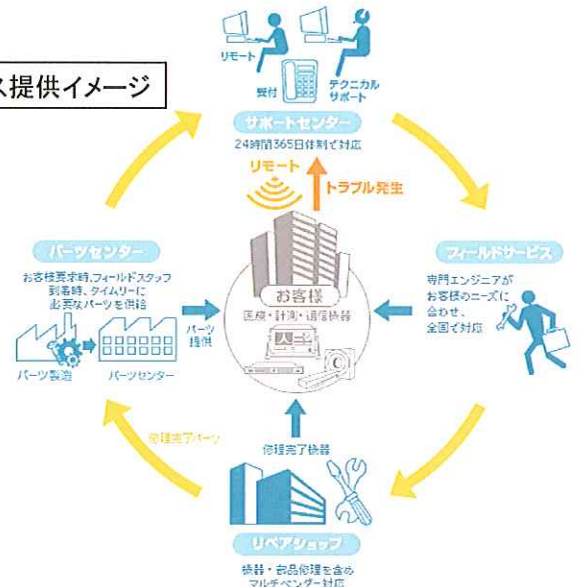 ス提供イメージ
リモート
受付
テクニカル
サポート
サポートセンター
24時間365日体制で対応
リモート
トラブル発生
パーツセンター
お客様要求時、フィールドスタッフ
到着時、タイムリーに
必要なパーツを供給
パーツ製造
パーツセンター
パーツ
提供
お客様
医療・計測・通信機器
フィールドサービス
専門エンジニアが
お客様のニーズに
合わせ、
全国で対応
修理完了パーツ
修理完了機器
リペアショップ
機器・部品修理を含め
マルチベンダー対応